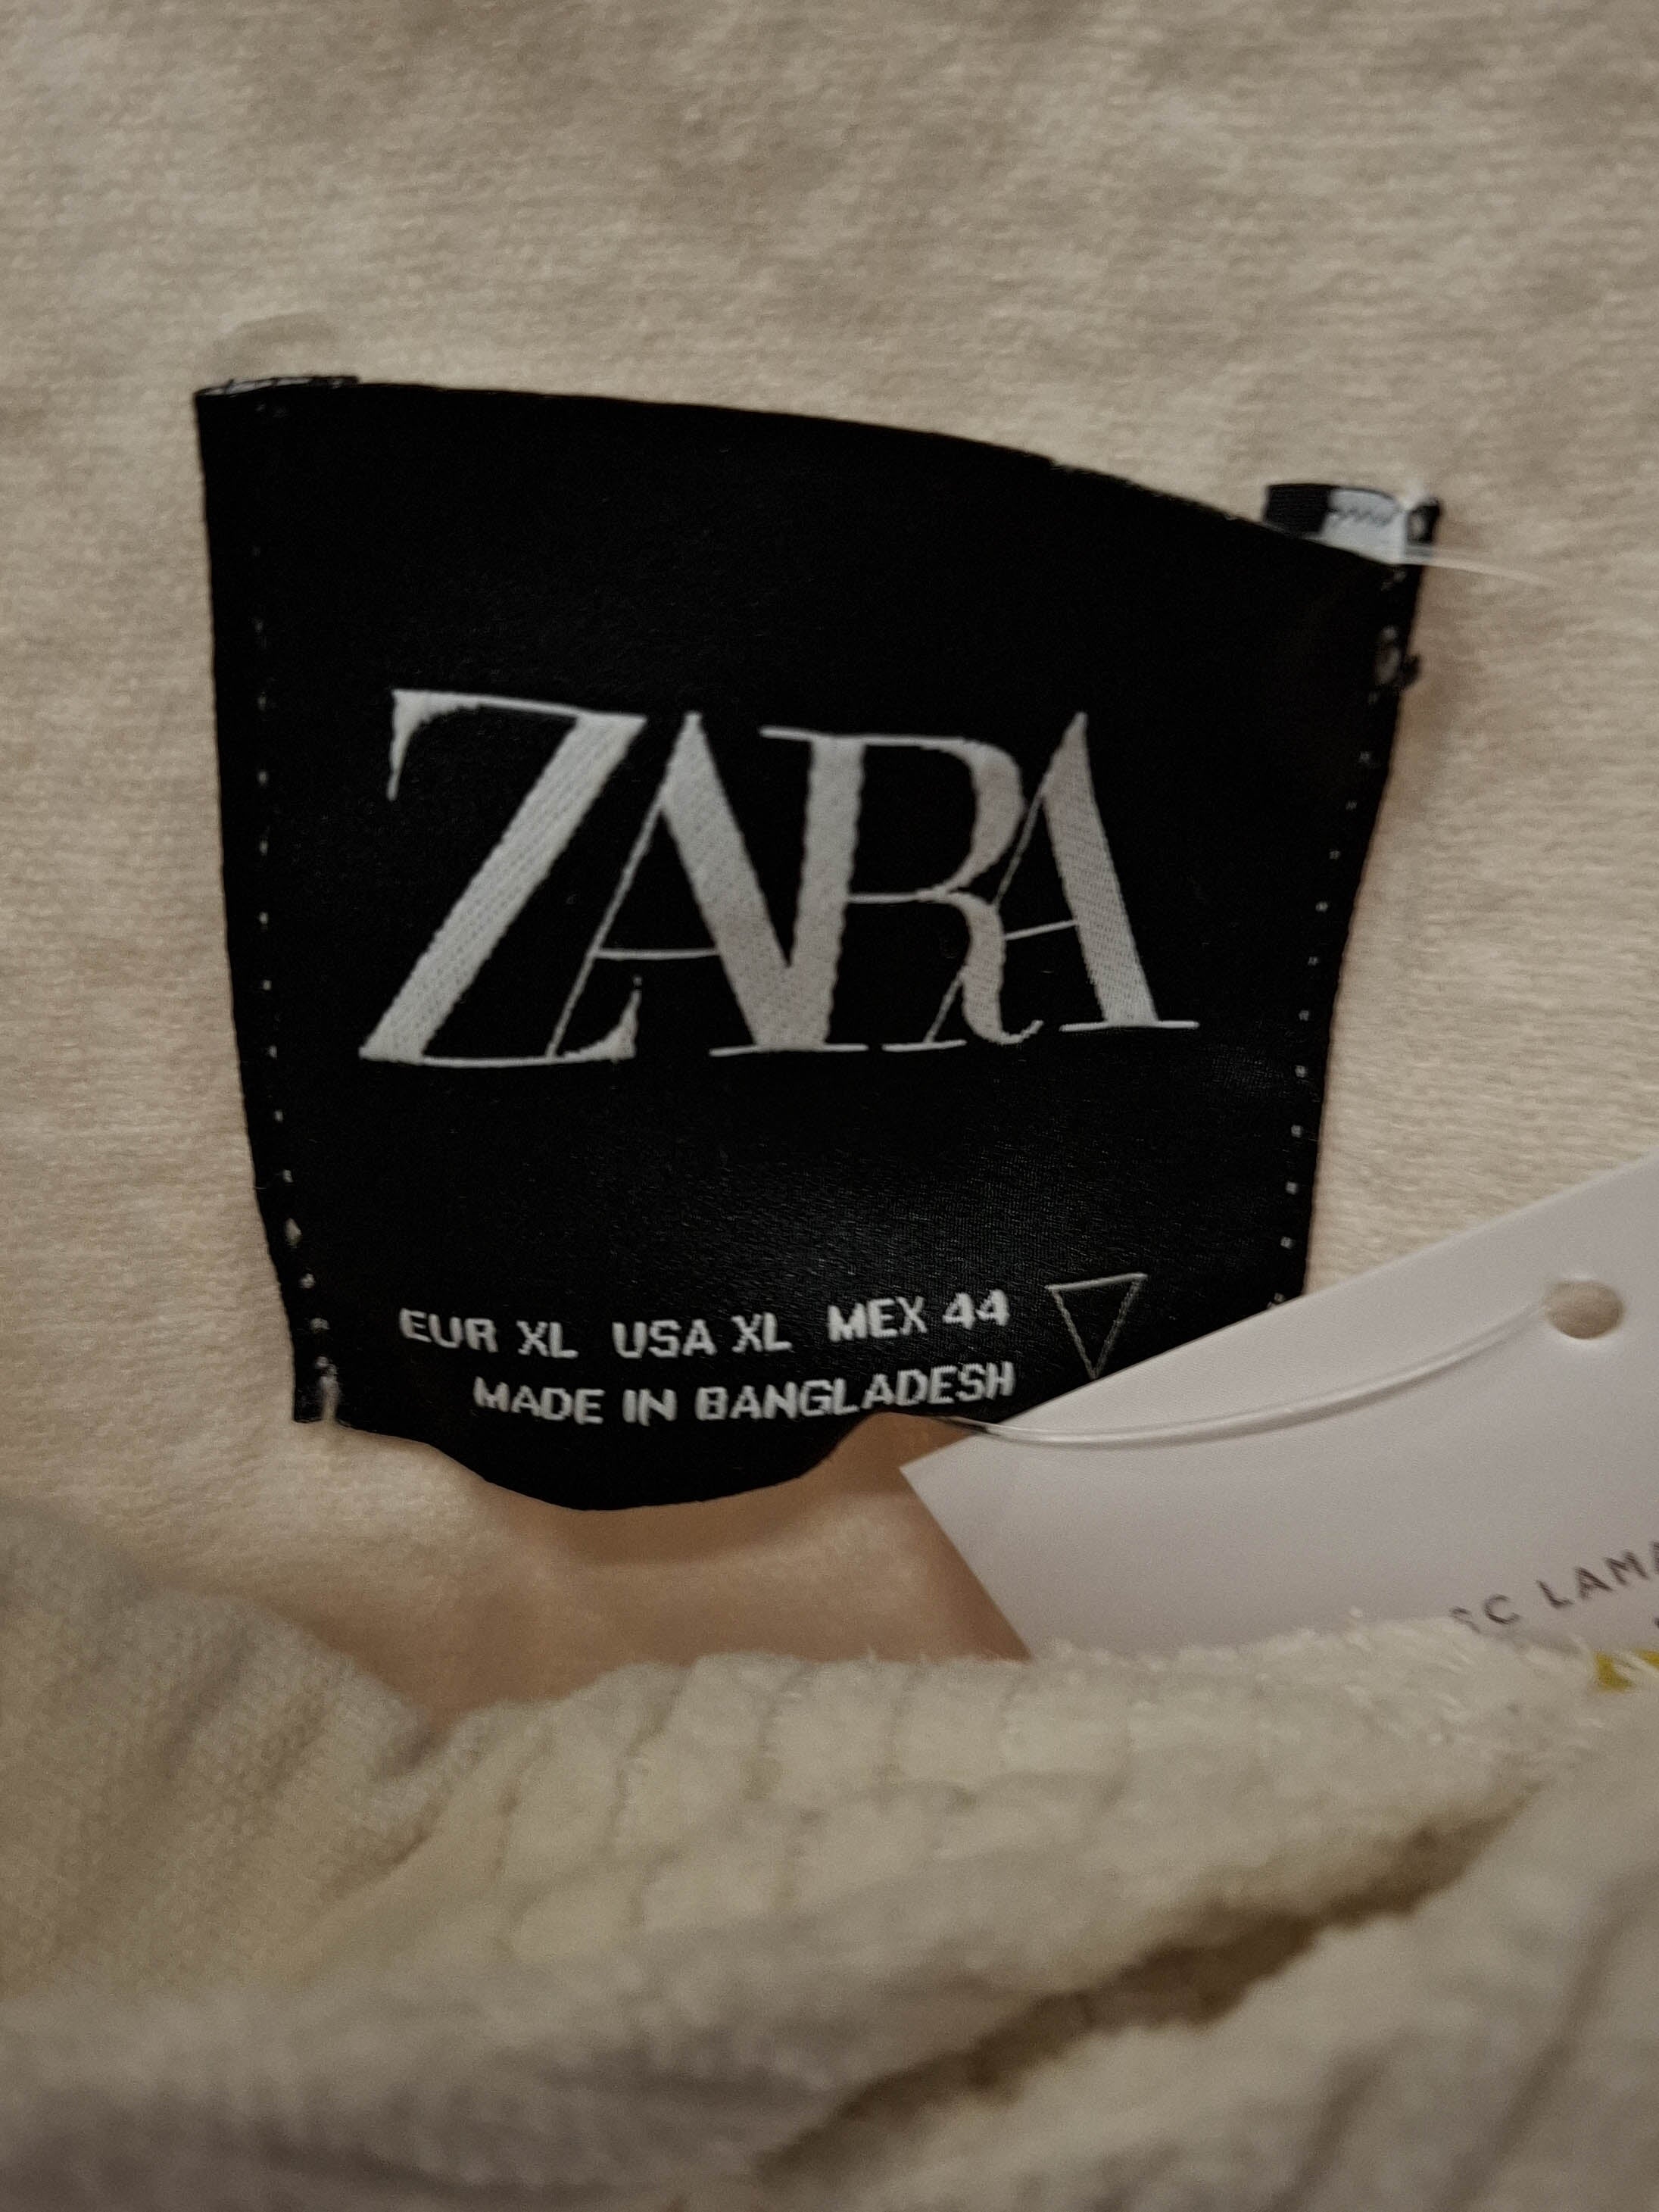 ZARA
EUR XL USA XL MEX 44
MADE IN BANGLADESH